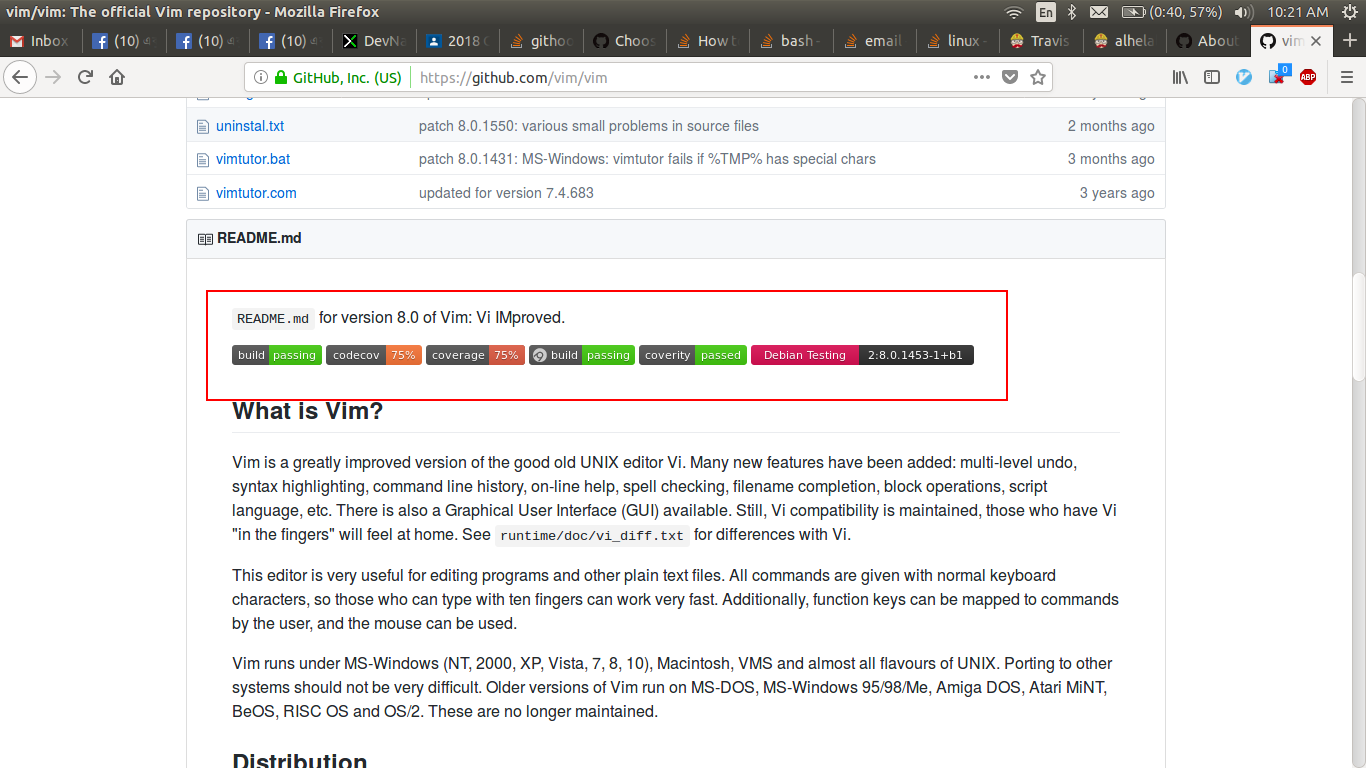 vim/vim: The official Vim repository - Mozilla Firefox
En
(0:40, 57%)
10:21 AM
Inbox
(10)
(10)
(10)
DevNa
2018
githo
Choos
How t
bash -
email
linux -
Travis
alhela
About
vim
GitHub, Inc. (US)
https://github.com/vim/vim
0
ABP
uninstal.txt patch 8.0.1550: various small problems in source files 2 months ago
vimtutor.bat patch 8.0.1431: MS-Windows: vimtutor fails if %TMP% has special chars 3 months ago
vimtutor.com updated for version 7.4.683 3 years ago
README.md
README.md for version 8.0 of Vim: Vi IMproved.
build passing codecov 75% coverage 75% build passing coverity passed Debian Testing 2:8.0.1453-1+b1
What is Vim?
Vim is a greatly improved version of the good old UNIX editor Vi. Many new features have been added: multi-level undo,
syntax highlighting, command line history, on-line help, spell checking, filename completion, block operations, script
language, etc. There is also a Graphical User Interface (GUI) available. Still, Vi compatibility is maintained, those who have Vi
"in the fingers" will feel at home. See runtime/doc/vi_diff.txt for differences with Vi.
This editor is very useful for editing programs and other plain text files. All commands are given with normal keyboard
characters, so those who can type with ten fingers can work very fast. Additionally, function keys can be mapped to commands
by the user, and the mouse can be used.
Vim runs under MS-Windows (NT, 2000, XP, Vista, 7, 8, 10), Macintosh, VMS and almost all flavours of UNIX. Porting to other
systems should not be very difficult. Older versions of Vim run on MS-DOS, MS-Windows 95/98/Me, Amiga DOS, Atari MiNT,
BeOS, RISC OS and OS/2. These are no longer maintained.
Distribution